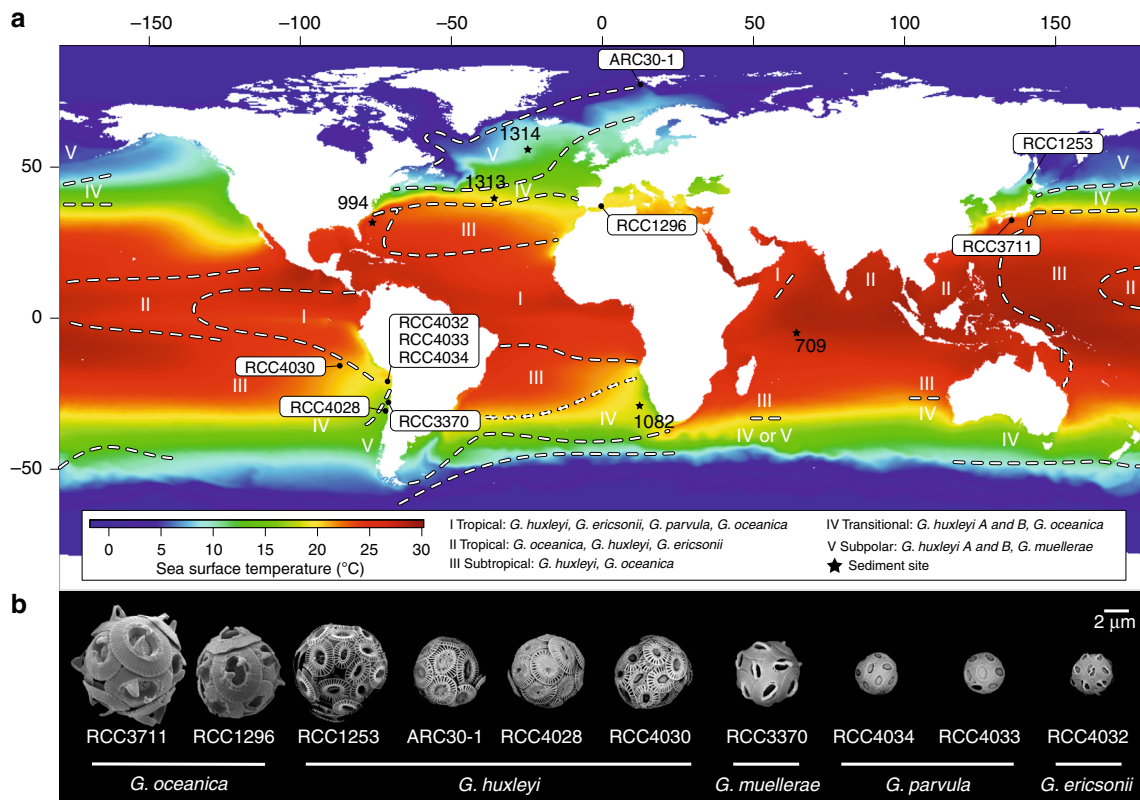 a
−150 −100 −50 0 50 100 150
50
0
−50
ARC30-1
RCC1253
1314
V
V
V
IV
1313
IV
IV
994
RCC1296
III
RCC3711
III
I
II
II
II
II
I
I
RCC4032
RCC4033
RCC4034
709
I
RCC4030
III
III
III
III
RCC4028
RCC3370
1082
IV
IV
IV
IV or V
IV
V
0 5 10 15 20 25 30
Sea surface temperature (°C)
I Tropical: G. huxleyi, G. ericsonii, G. parvula, G. oceanica
II Tropical: G. oceanica, G. huxleyi, G. ericsonii
III Subtropical: G. huxleyi, G. oceanica
IV Transitional: G. huxleyi A and B, G. oceanica
V Subpolar: G. huxleyi A and B, G. muellerae
★ Sediment site
b
2 μm
RCC3711 RCC1296 RCC1253 ARC30-1 RCC4028 RCC4030 RCC3370 RCC4034 RCC4033 RCC4032
G. oceanica G. huxleyi G. muellerae G. parvula G. ericsonii